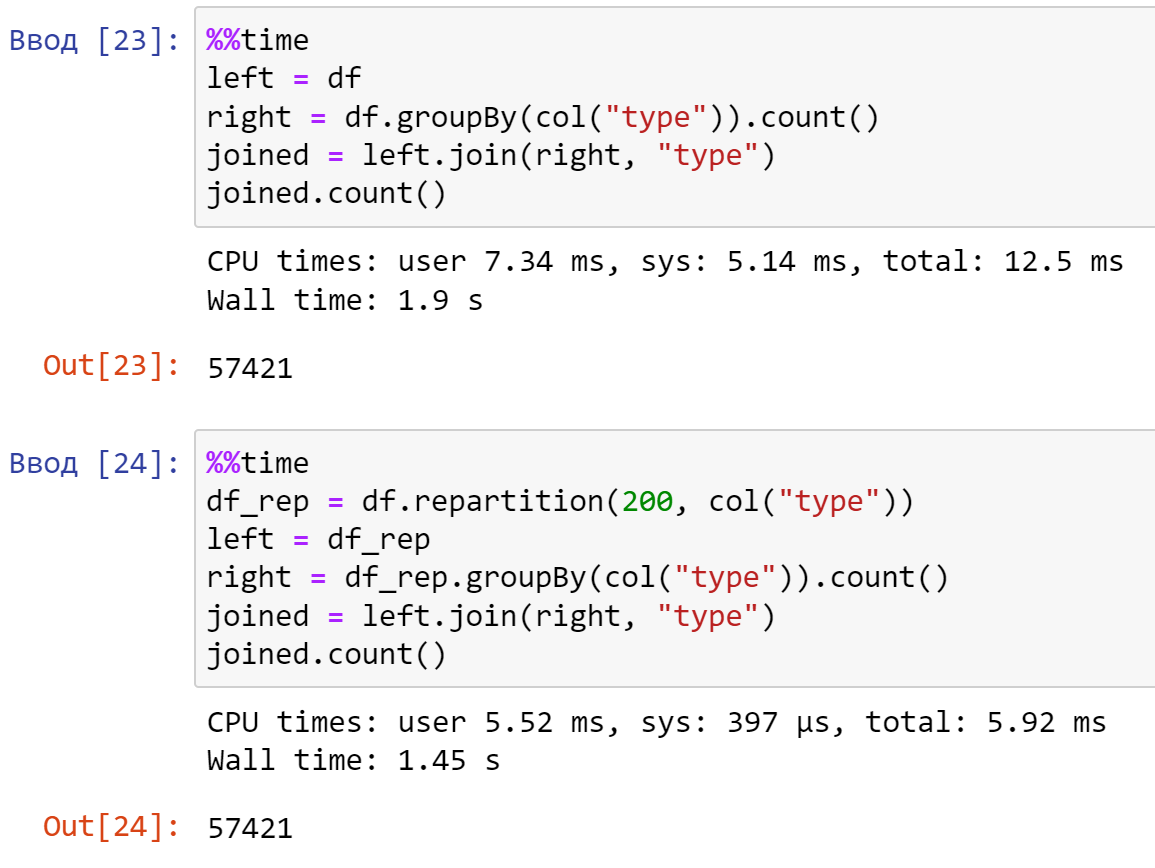 Ввод [23]: %%time
left = df
right = df.groupBy(col("type")).count()
joined = left.join(right, "type")
joined.count()
CPU times: user 7.34 ms, sys: 5.14 ms, total: 12.5 ms
Wall time: 1.9 s
Out[23]: 57421
Ввод [24]: %%time
df_rep = df.repartition(200, col("type"))
left = df_rep
right = df_rep.groupBy(col("type")).count()
joined = left.join(right, "type")
joined.count()
CPU times: user 5.52 ms, sys: 397 µs, total: 5.92 ms
Wall time: 1.45 s
Out[24]: 57421